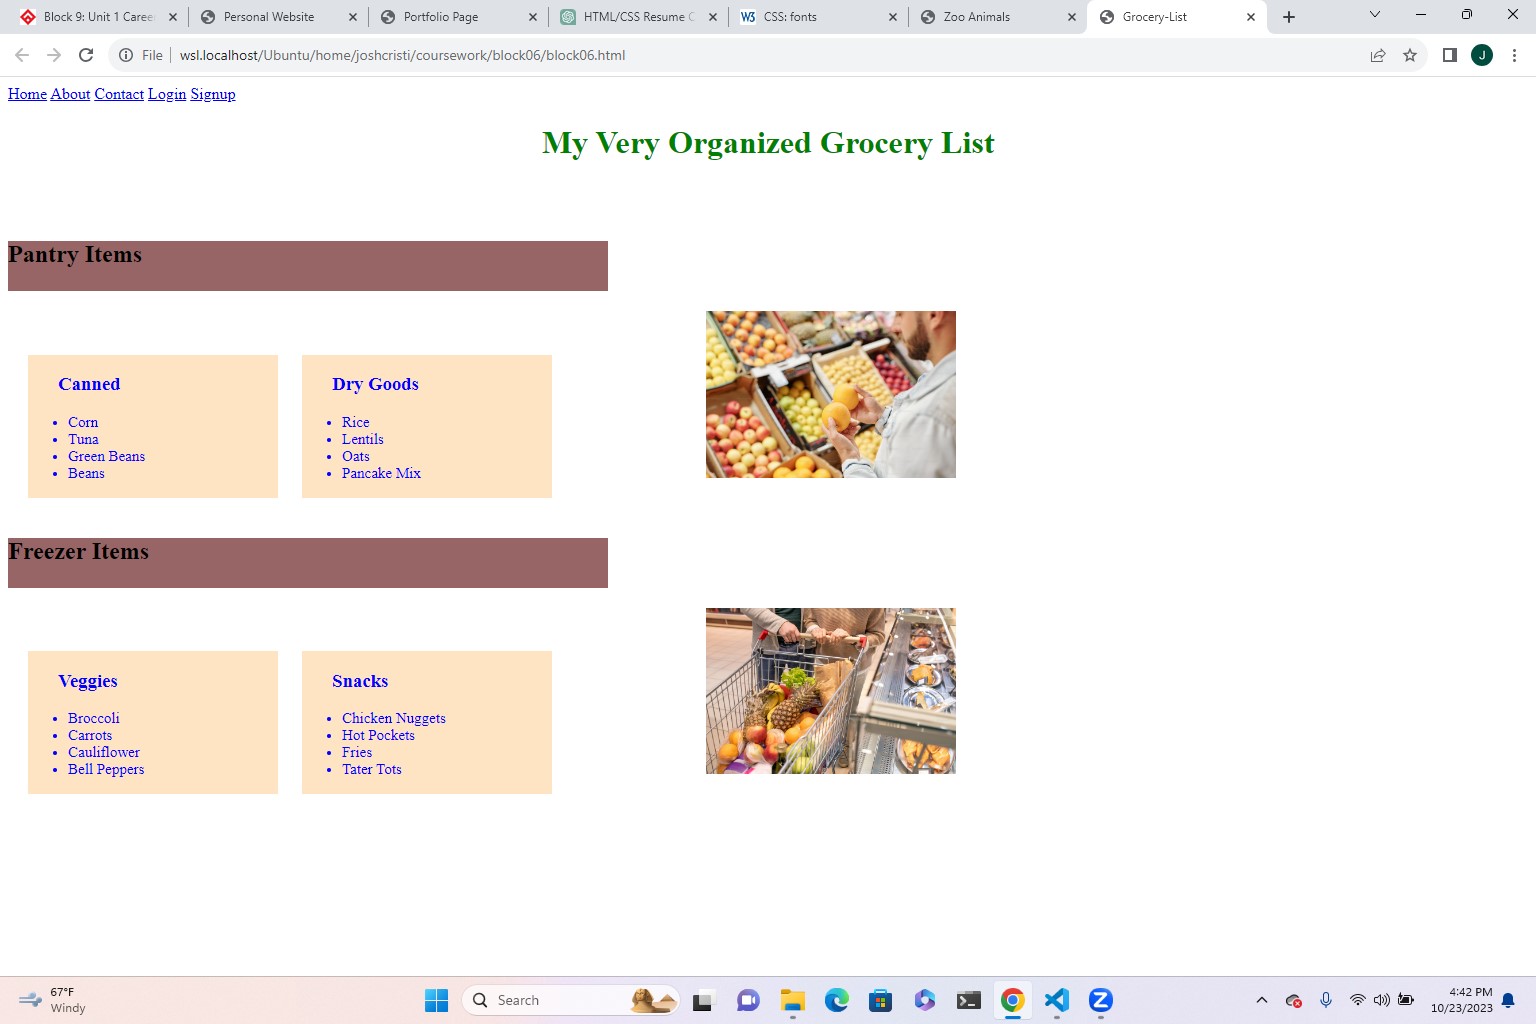 Block 9: Unit 1 Caree
Personal Website
Portfolio Page
HTML/CSS Resume C
W3
CSS: fonts
Zoo Animals
Grocery-List
File
wsl.localhost/Ubuntu/home/joshcristi/coursework/block06/block06.html
J
Home About Contact Login Signup
My Very Organized Grocery List
Pantry Items
Canned
Corn
Tuna
Green Beans
Beans
Dry Goods
Rice
Lentils
Oats
Pancake Mix
Freezer Items
Veggies
Broccoli
Carrots
Cauliflower
Bell Peppers
Snacks
Chicken Nuggets
Hot Pockets
Fries
Tater Tots
67°F
Windy
Search
Z
4:42 PM
10/23/2023